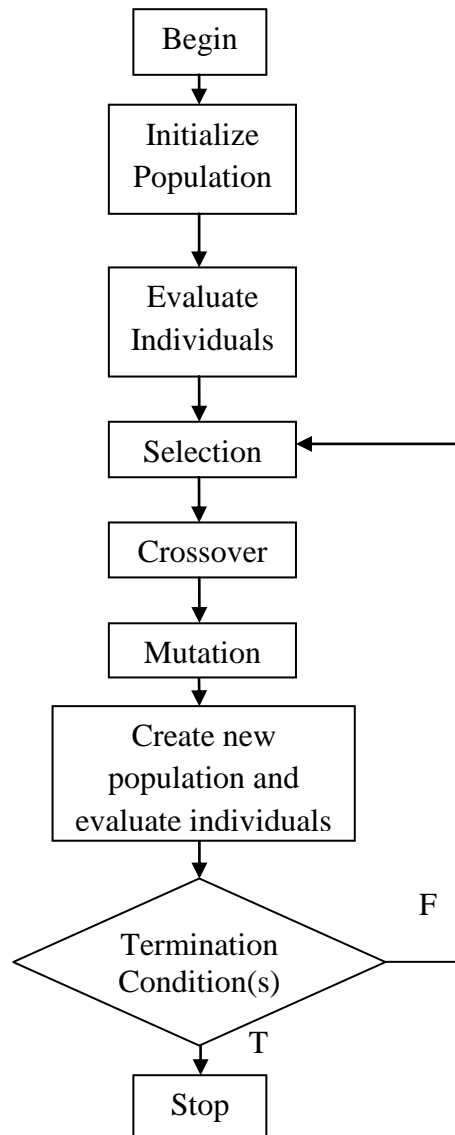 Begin
Initialize
Population
Evaluate
Individuals
Selection
Crossover
Mutation
Create new
population and
evaluate individuals
F
Termination
Condition(s)
T
Stop